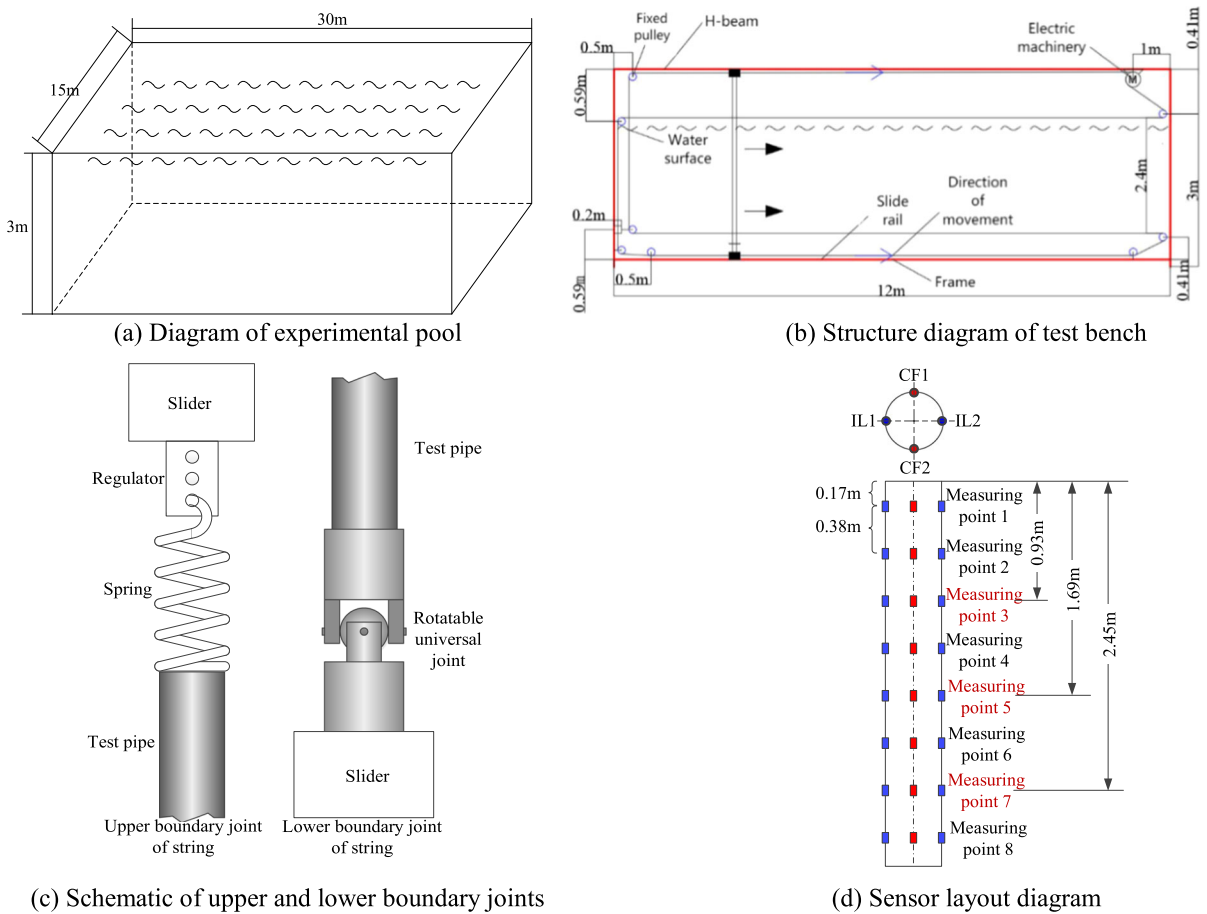 30m
15m
3m
(a) Diagram of experimental pool
0.5m
Fixed
pulley
H-beam
Electric
machinery
1m
0.41m
0.59m
M
Water
surface
2.4m
3m
Direction
of
movement
Slide
rail
0.2m
0.5m
Frame
0.59m
12m
0.41m
(b) Structure diagram of test bench
Slider
Regulator
Spring
Test pipe
Upper boundary joint
of string
Test pipe
Rotatable
universal
joint
Slider
Lower boundary joint
of string
(c) Schematic of upper and lower boundary joints
CF1
IL1
IL2
CF2
0.17m
0.38m
Measuring
point 1
Measuring
point 2
Measuring
point 3
Measuring
point 4
Measuring
point 5
Measuring
point 6
Measuring
point 7
Measuring
point 8
0.93m
1.69m
2.45m
(d) Sensor layout diagram